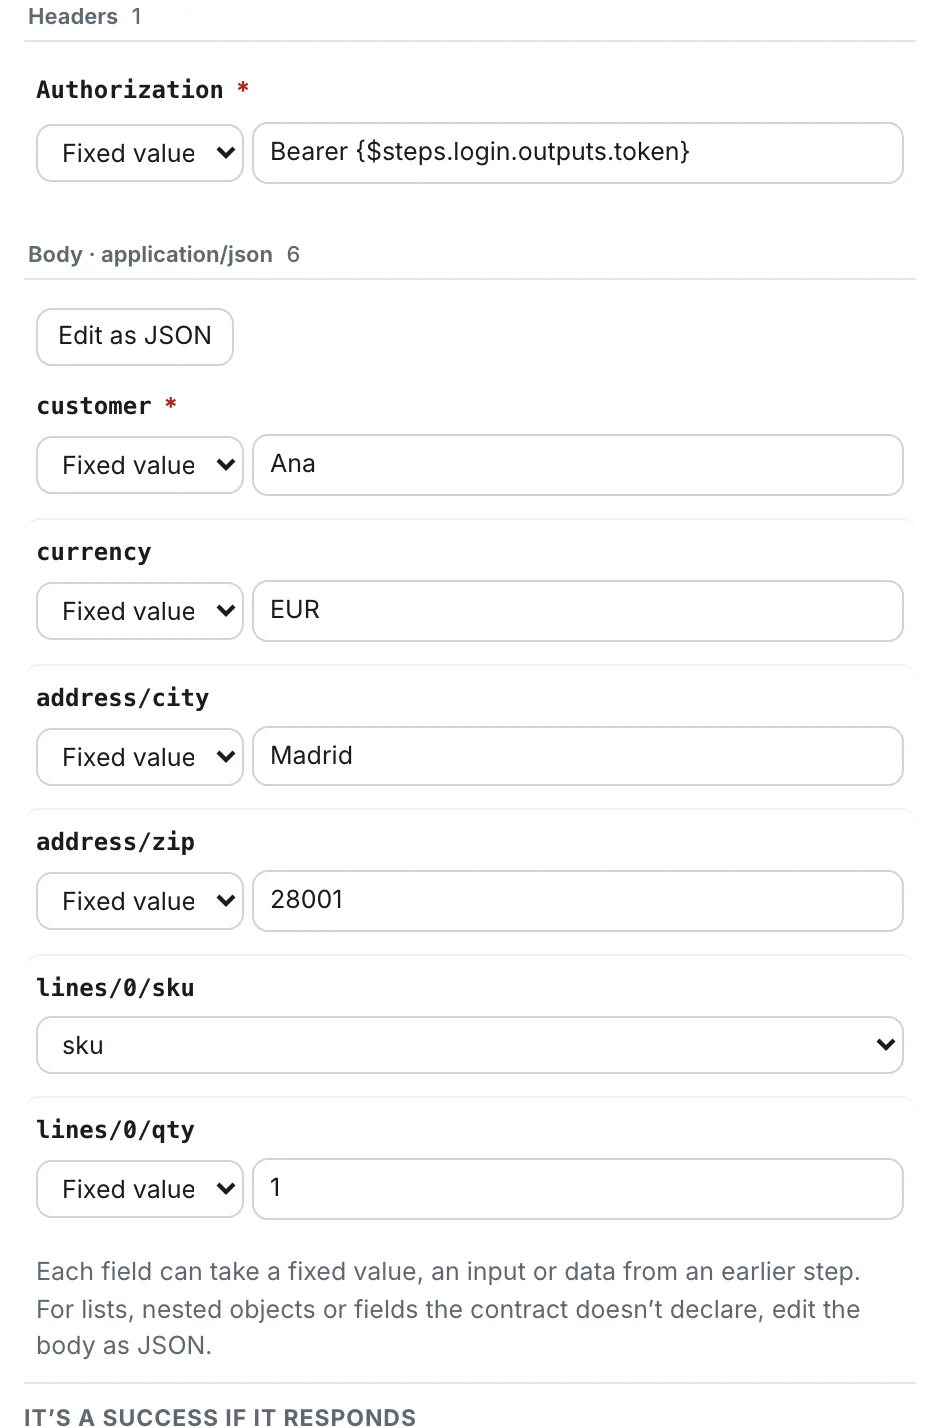 Headers 1
Authorization *
Fixed value Bearer {$steps.login.outputs.token}
Body · application/json 6
Edit as JSON
customer *
Fixed value Ana
currency
Fixed value EUR
address/city
Fixed value Madrid
address/zip
Fixed value 28001
lines/0/sku
sku
lines/0/qty
Fixed value 1
Each field can take a fixed value, an input or data from an earlier step.
For lists, nested objects or fields the contract doesn’t declare, edit the
body as JSON.
IT’S A SUCCESS IF IT RESPONDS